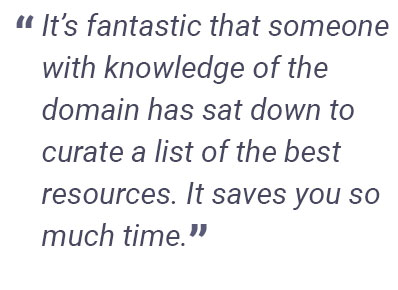 “It’s fantastic that someone
with knowledge of the
domain has sat down to
curate a list of the best
resources. It saves you so
much time.”